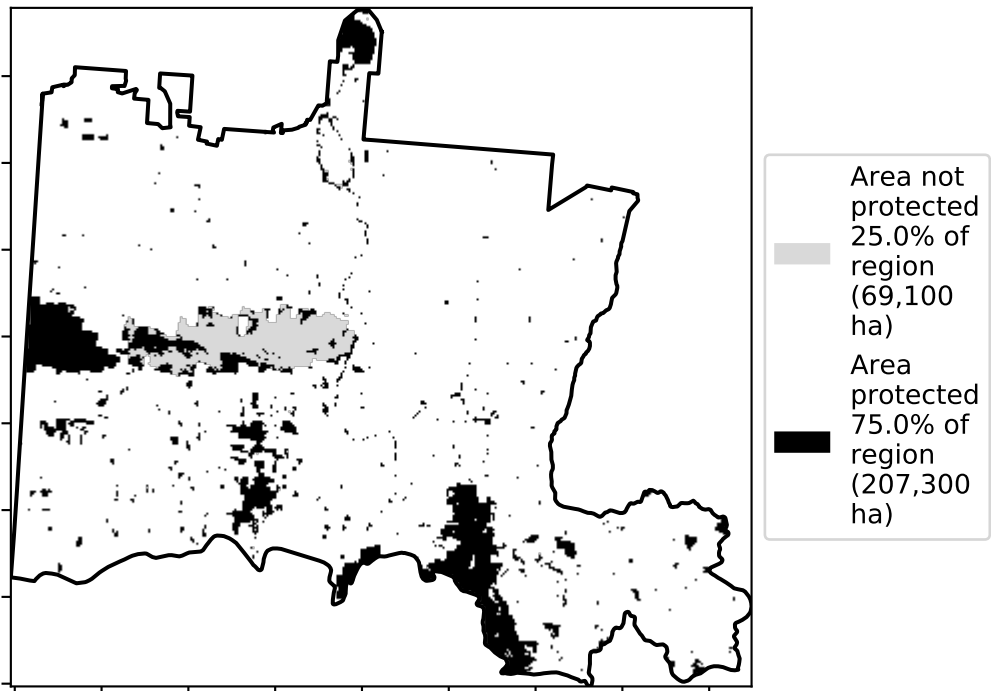 Area not
protected
25.0% of
region
(69,100
ha)
Area
protected
75.0% of
region
(207,300
ha)